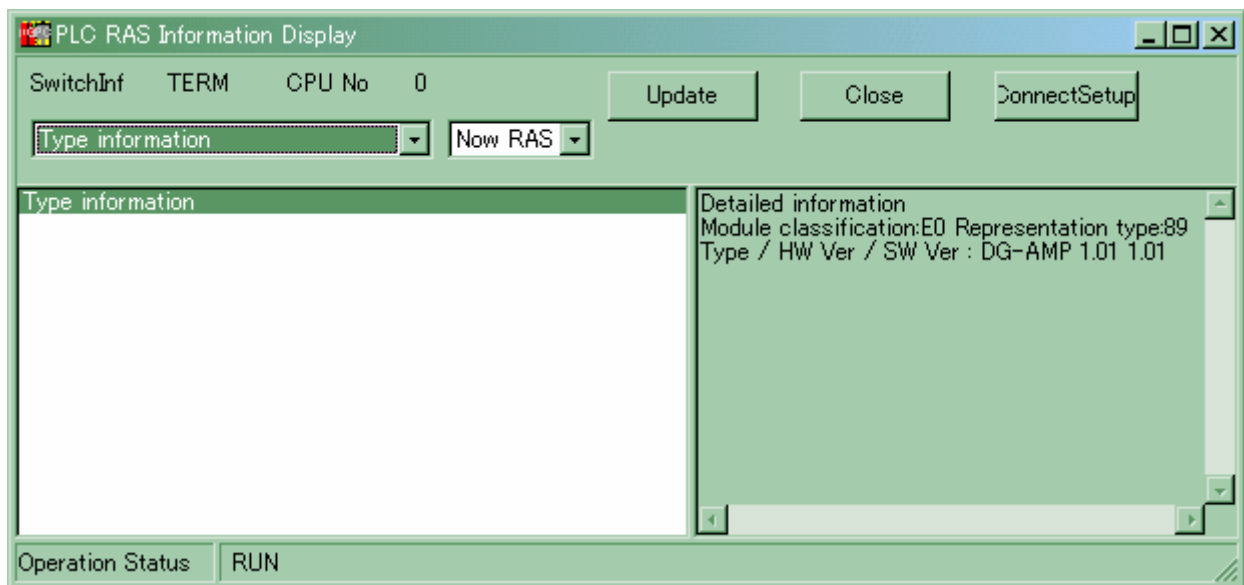 PLC RAS Information Display
SwitchInf TERM CPU No 0
Update Close ConnectSetup
Type information Now RAS
Type information
Detailed information
Module classification:E0 Representation type:89
Type / HW Ver / SW Ver : DG-AMP 1.01 1.01
Operation Status RUN